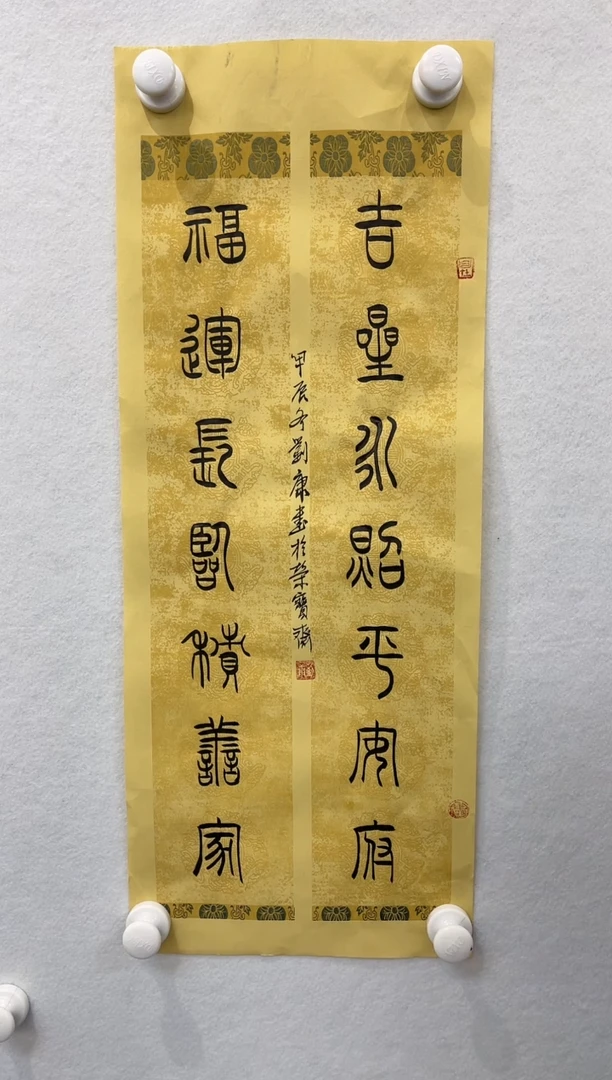 吉星永照平安府
福運長臨積善家
甲辰冬劉康書於榮寶齋